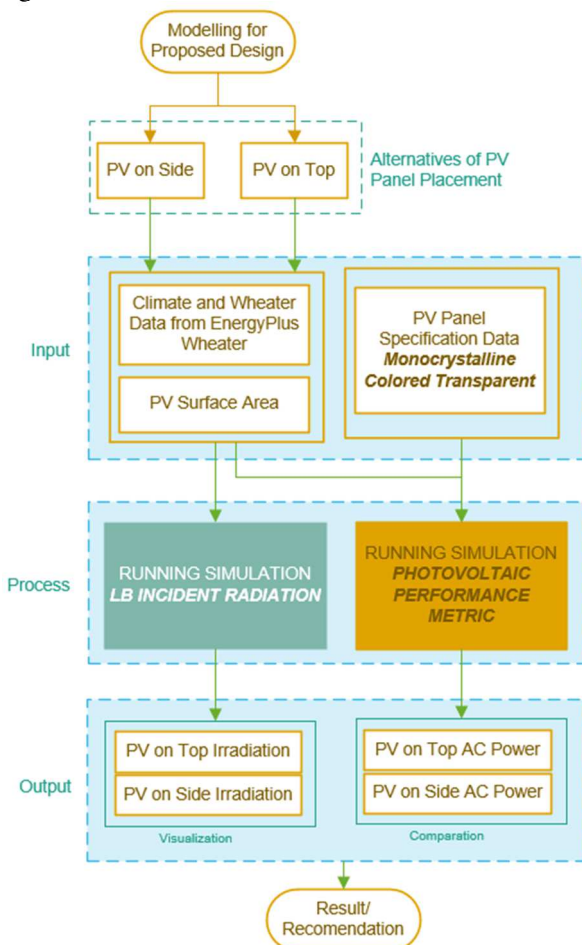 Modelling for
Proposed Design
PV on Side
PV on Top
Alternatives of PV
Panel Placement
Input
Climate and Wheater
Data from EnergyPlus
Wheater
PV Surface Area
PV Panel
Specification Data
Monocrystalline
Colored Transparent
Process
RUNNING SIMULATION
LB INCIDENT RADIATION
RUNNING SIMULATION
PHOTOVOLTAIC
PERFORMANCE
METRIC
Output
PV on Top Irradiation
PV on Side Irradiation
Visualization
PV on Top AC Power
PV on Side AC Power
Comparation
Result/
Recomendation